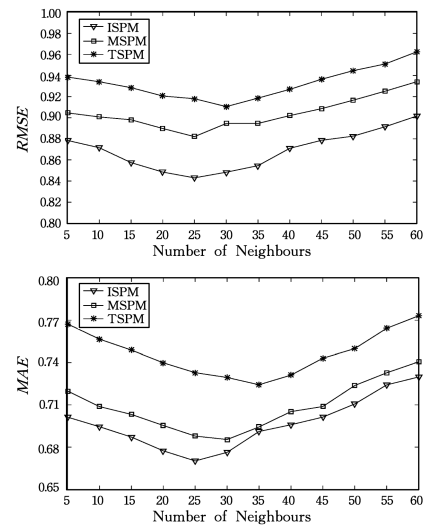 1.00
0.98
0.96
0.94
0.92
0.90
0.88
0.86
0.84
0.82
0.80
RMSE
ISPM
MSPM
TSPM
5 10 15 20 25 30 35 40 45 50 55 60
Number of Neighbours
0.80
0.77
0.74
0.71
0.68
0.65
MAE
ISPM
MSPM
TSPM
5 10 15 20 25 30 35 40 45 50 55 60
Number of Neighbours